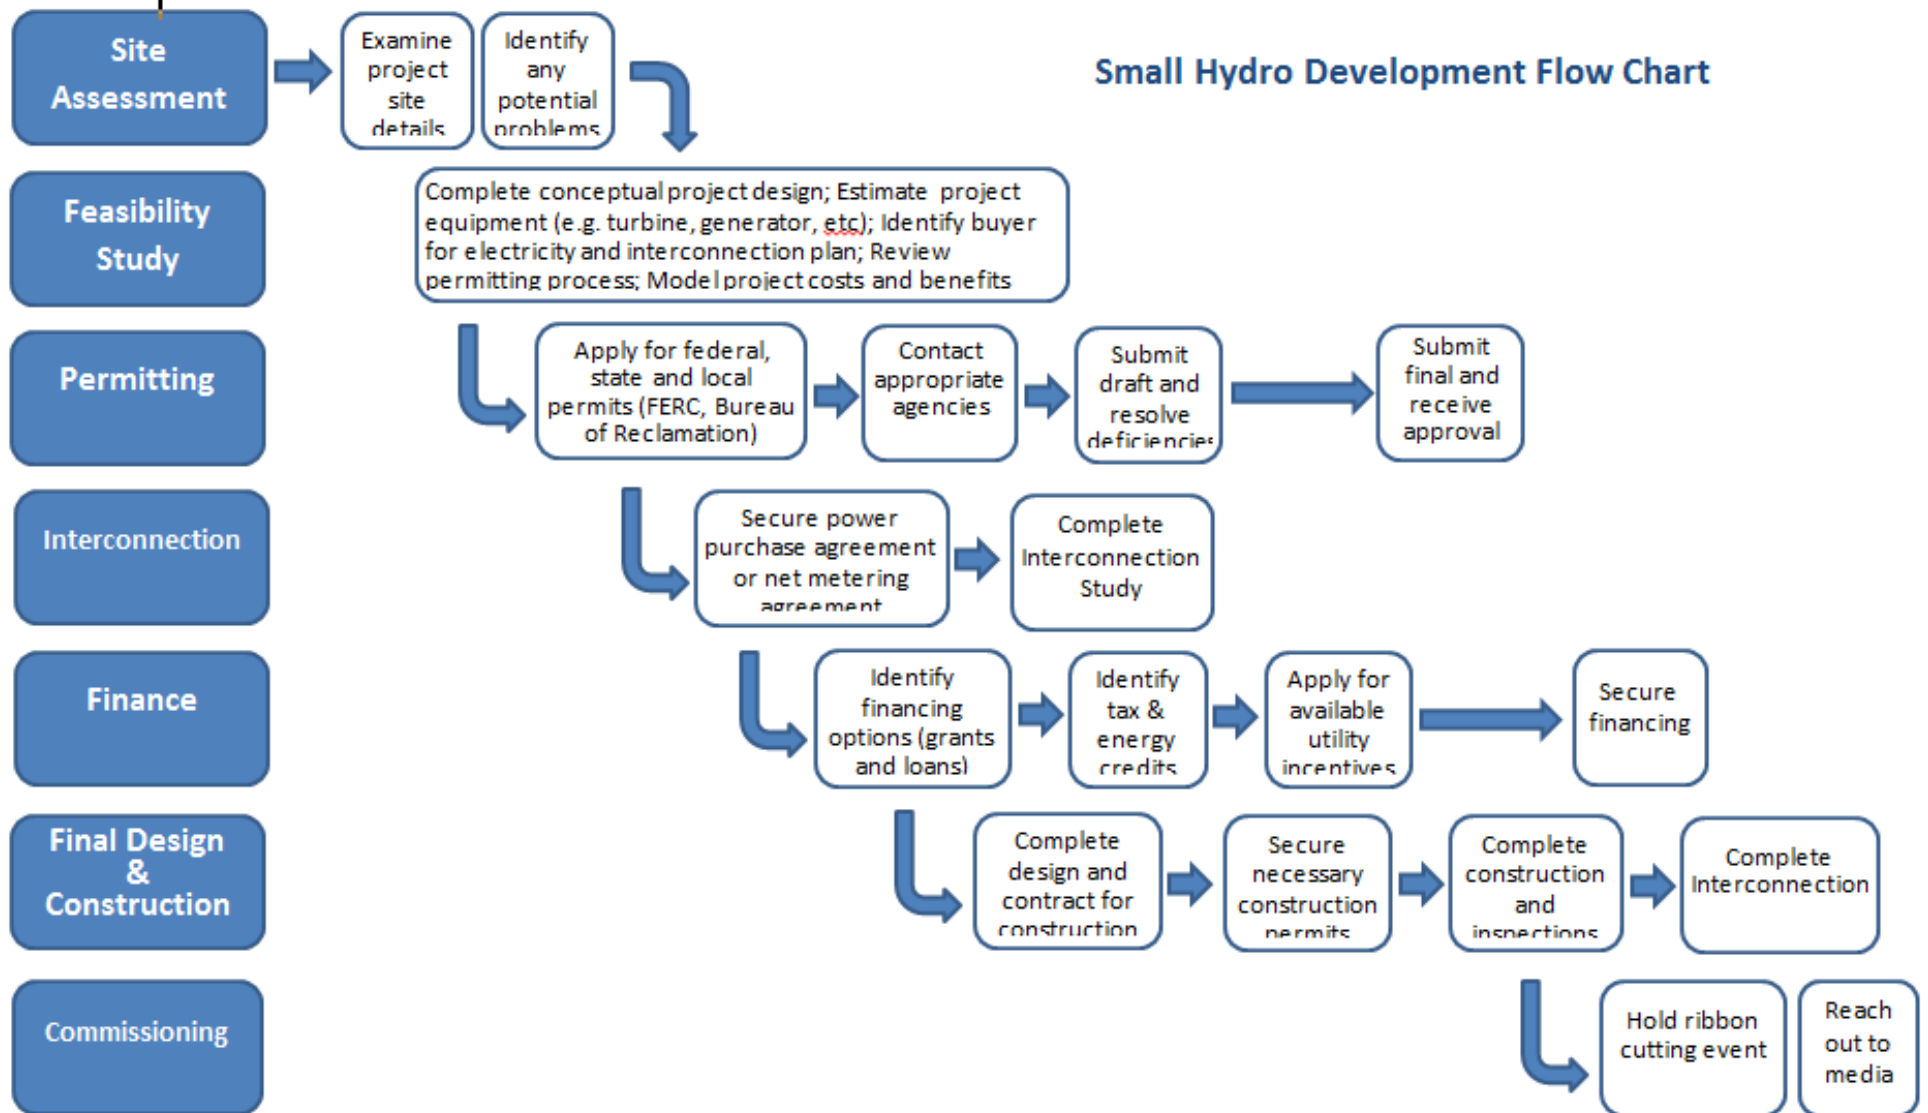 Site
Assessment
Examine
project
site
details
Identify
any
potential
problems
Small Hydro Development Flow Chart
Feasibility
Study
Complete conceptual project design; Estimate project
equipment (e.g. turbine, generator, etc); Identify buyer
for electricity and interconnection plan; Review
permitting process; Model project costs and benefits
Permitting
Apply for federal,
state and local
permits (FERC, Bureau
of Reclamation)
Contact
appropriate
agencies
Submit
draft and
resolve
deficiencies
Submit
final and
receive
approval
Interconnection
Secure power
purchase agreement
or net metering
agreement
Complete
Interconnection
Study
Finance
Identify
financing
options (grants
and loans)
Identify
tax &
energy
credits
Apply for
available
utility
incentives
Secure
financing
Final Design
&
Construction
Complete
design and
contract for
construction
Secure
necessary
construction
permits
Complete
construction
and
inspections
Complete
Interconnection
Commissioning
Hold ribbon
cutting event
Reach
out to
media